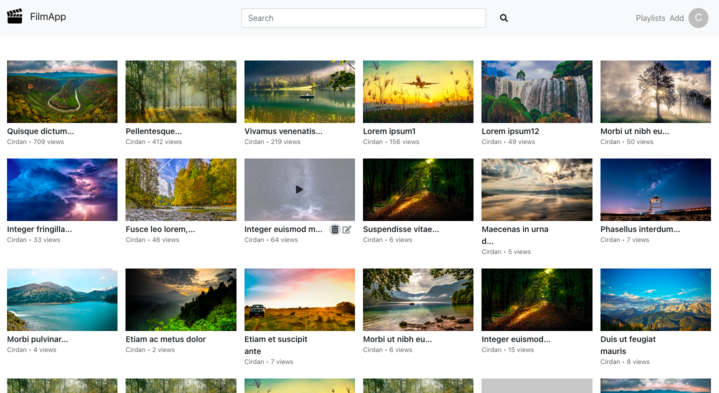 FilmApp
Search
Playlists Add C
Quisque dictum...
Cirdan • 709 views
Pellentesque...
Cirdan • 412 views
Vivamus venenatis...
Cirdan • 219 views
Lorem ipsum1
Cirdan • 156 views
Lorem ipsum12
Cirdan • 49 views
Morbi ut nibh eu...
Cirdan • 50 views
Integer fringilla...
Cirdan • 33 views
Fusce leo lorem,...
Cirdan • 46 views
Integer euismod m...
Cirdan • 64 views
Suspendisse vitae...
Cirdan • 6 views
Maecenas in urna
d...
Cirdan • 5 views
Phasellus interdum...
Cirdan • 7 views
Morbi pulvinar...
Cirdan • 4 views
Etiam ac metus dolor
Cirdan • 2 views
Etiam et suscipit
ante
Cirdan • 7 views
Morbi ut nibh eu...
Cirdan • 6 views
Integer euismod...
Cirdan • 15 views
Duis ut feugiat
mauris
Cirdan • 8 views